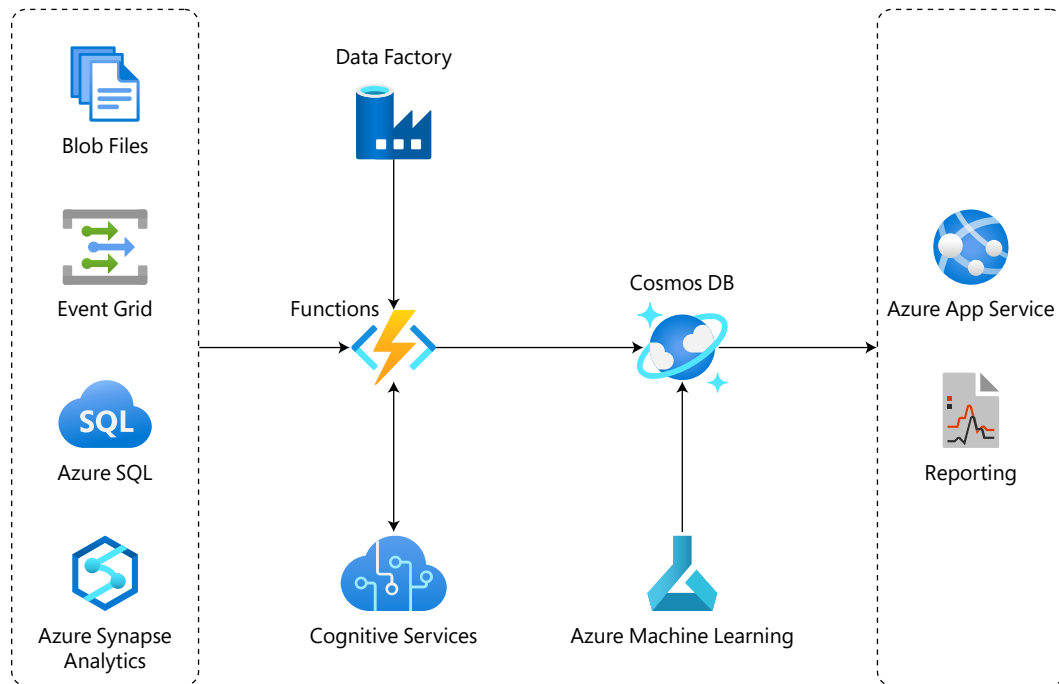 Blob Files
Event Grid
SQL
Azure SQL
Azure Synapse
Analytics
Data Factory
Functions
Cognitive Services
Cosmos DB
Azure Machine Learning
Azure App Service
Reporting